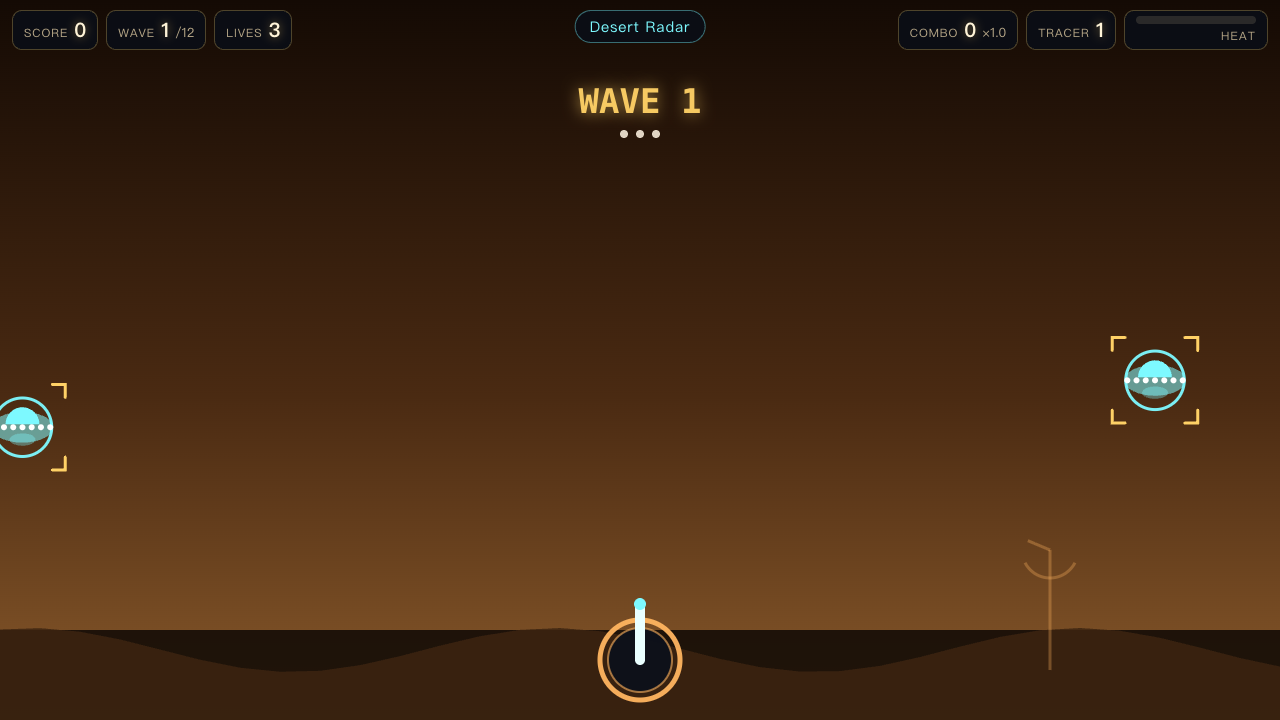 SCORE 0
WAVE 1 /12
LIVES 3
Desert Radar
COMBO 0 ×1.0
TRACER 1
HEAT
WAVE 1